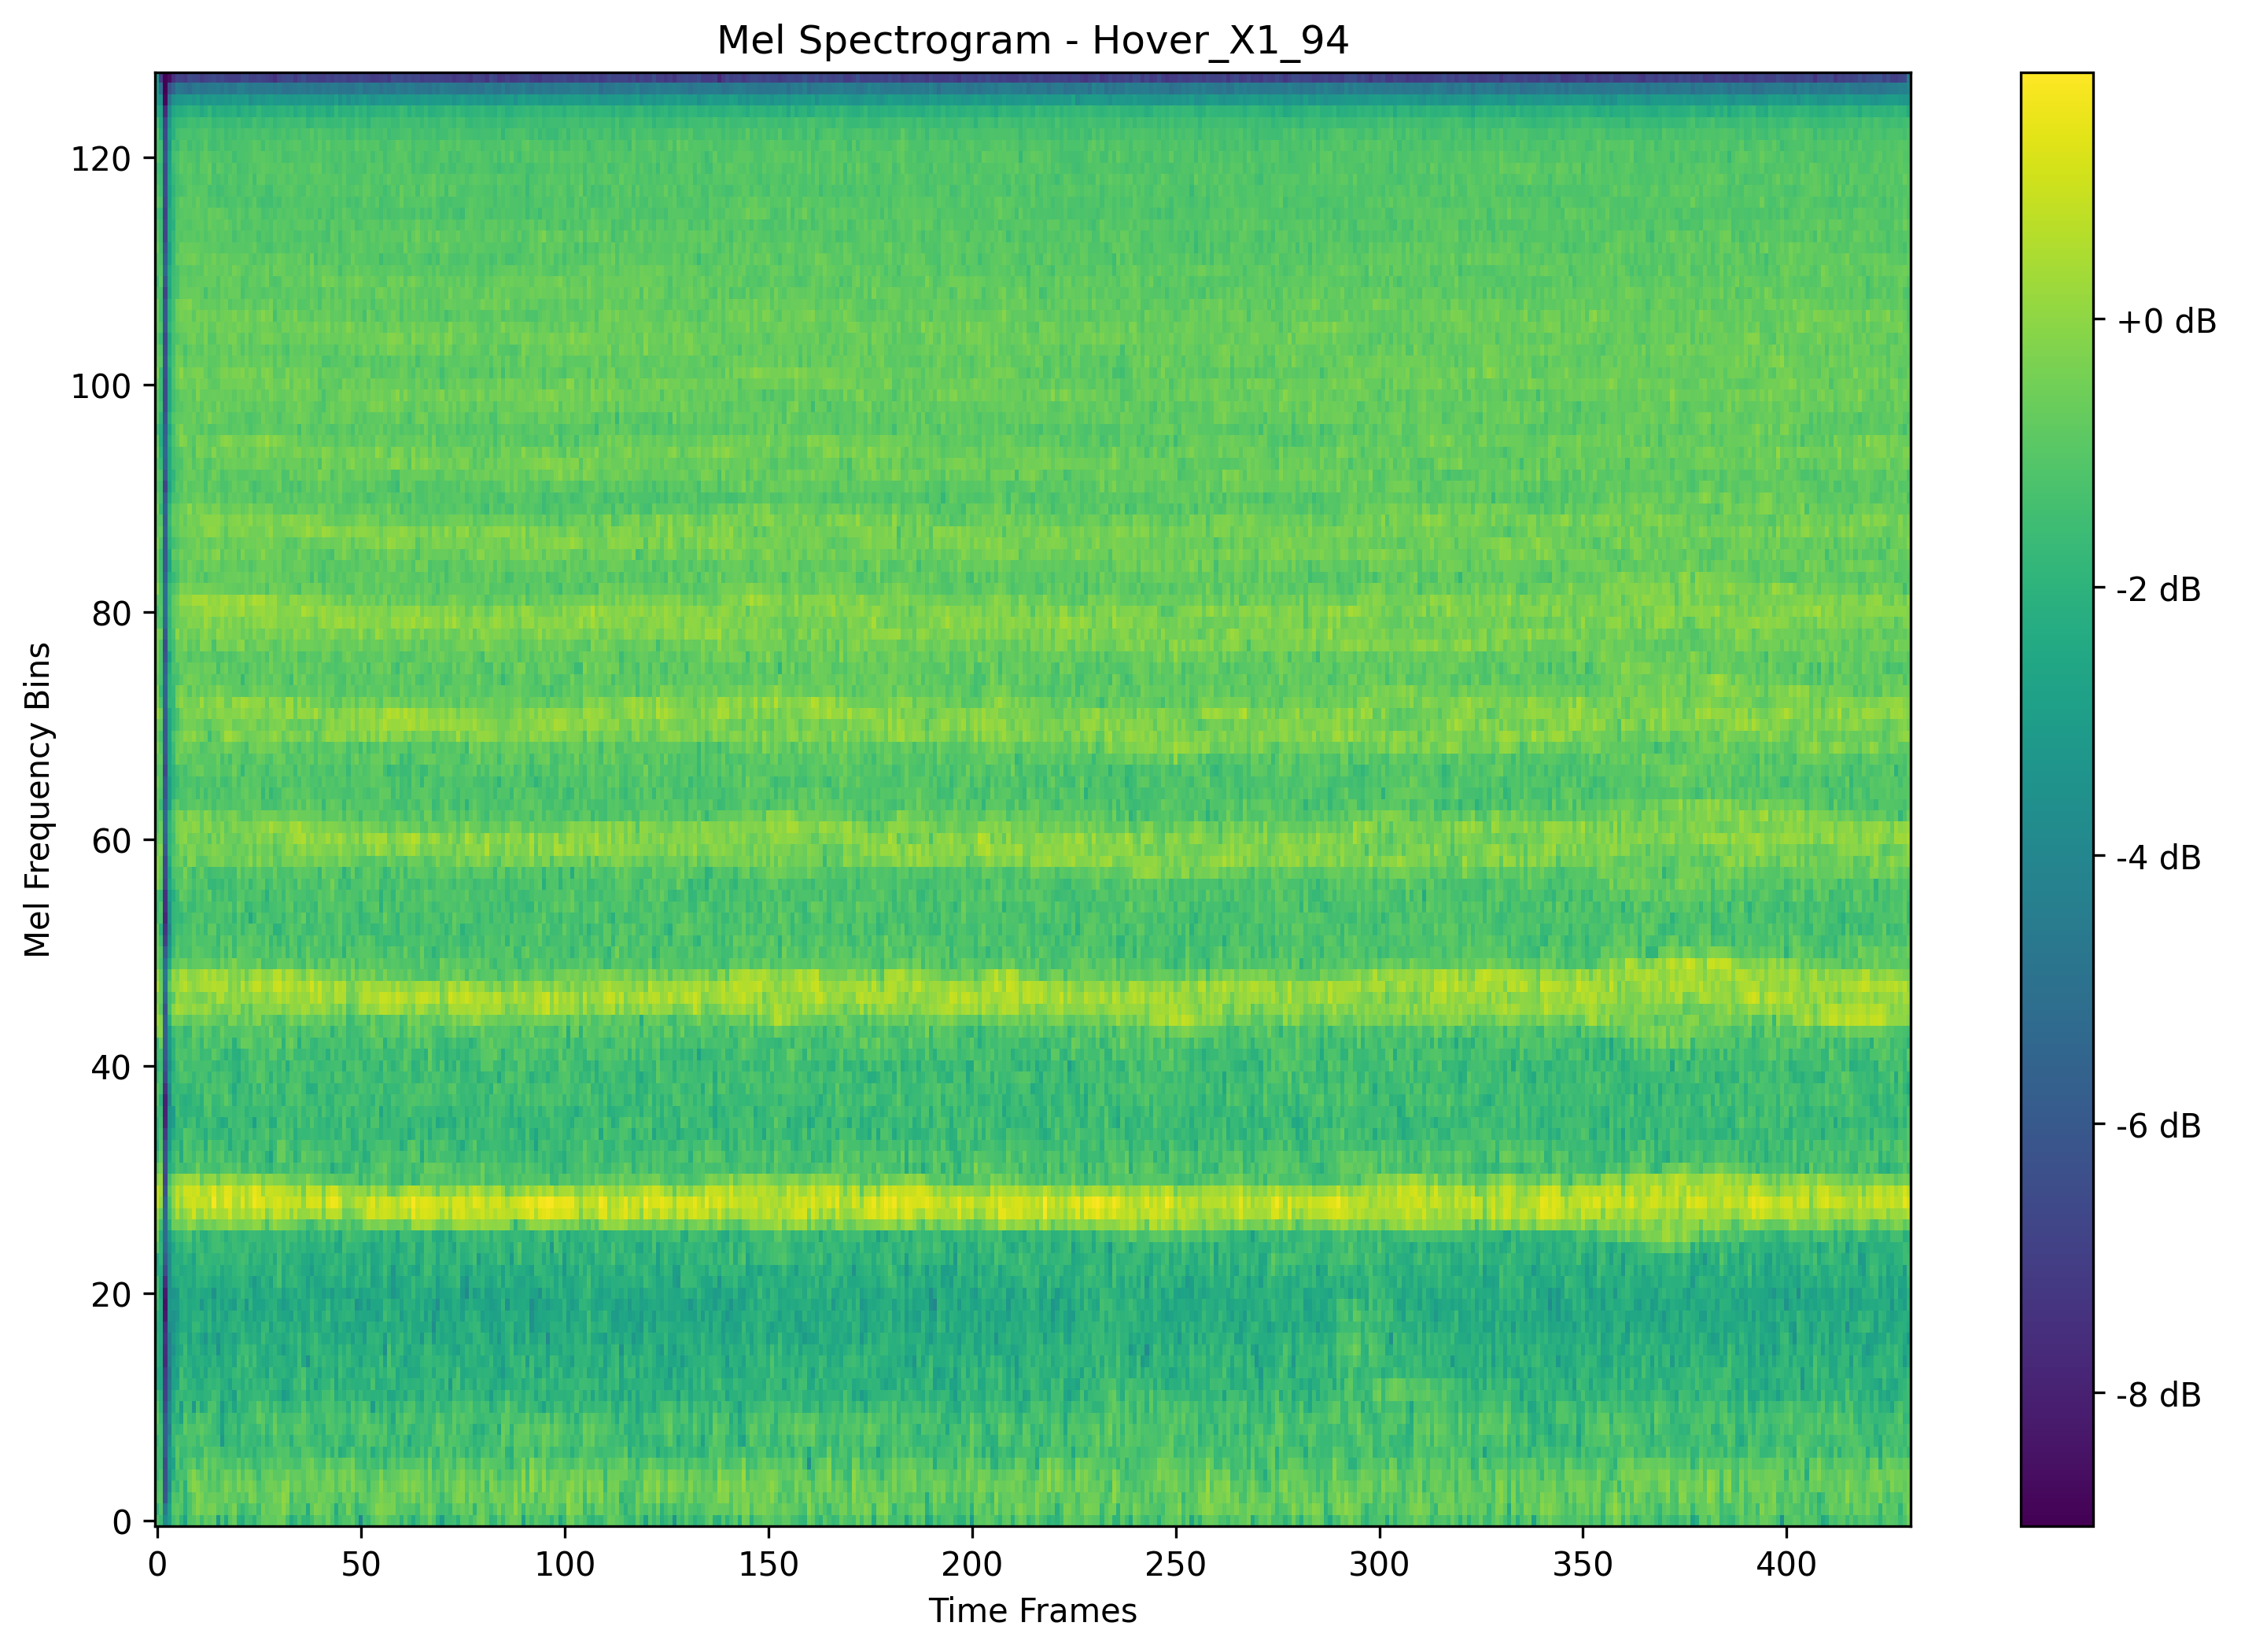 Mel Spectrogram - Hover_X1_94
Mel Frequency Bins
120
100
80
60
40
20
0
0 50 100 150 200 250 300 350 400
Time Frames
+0 dB
-2 dB
-4 dB
-6 dB
-8 dB